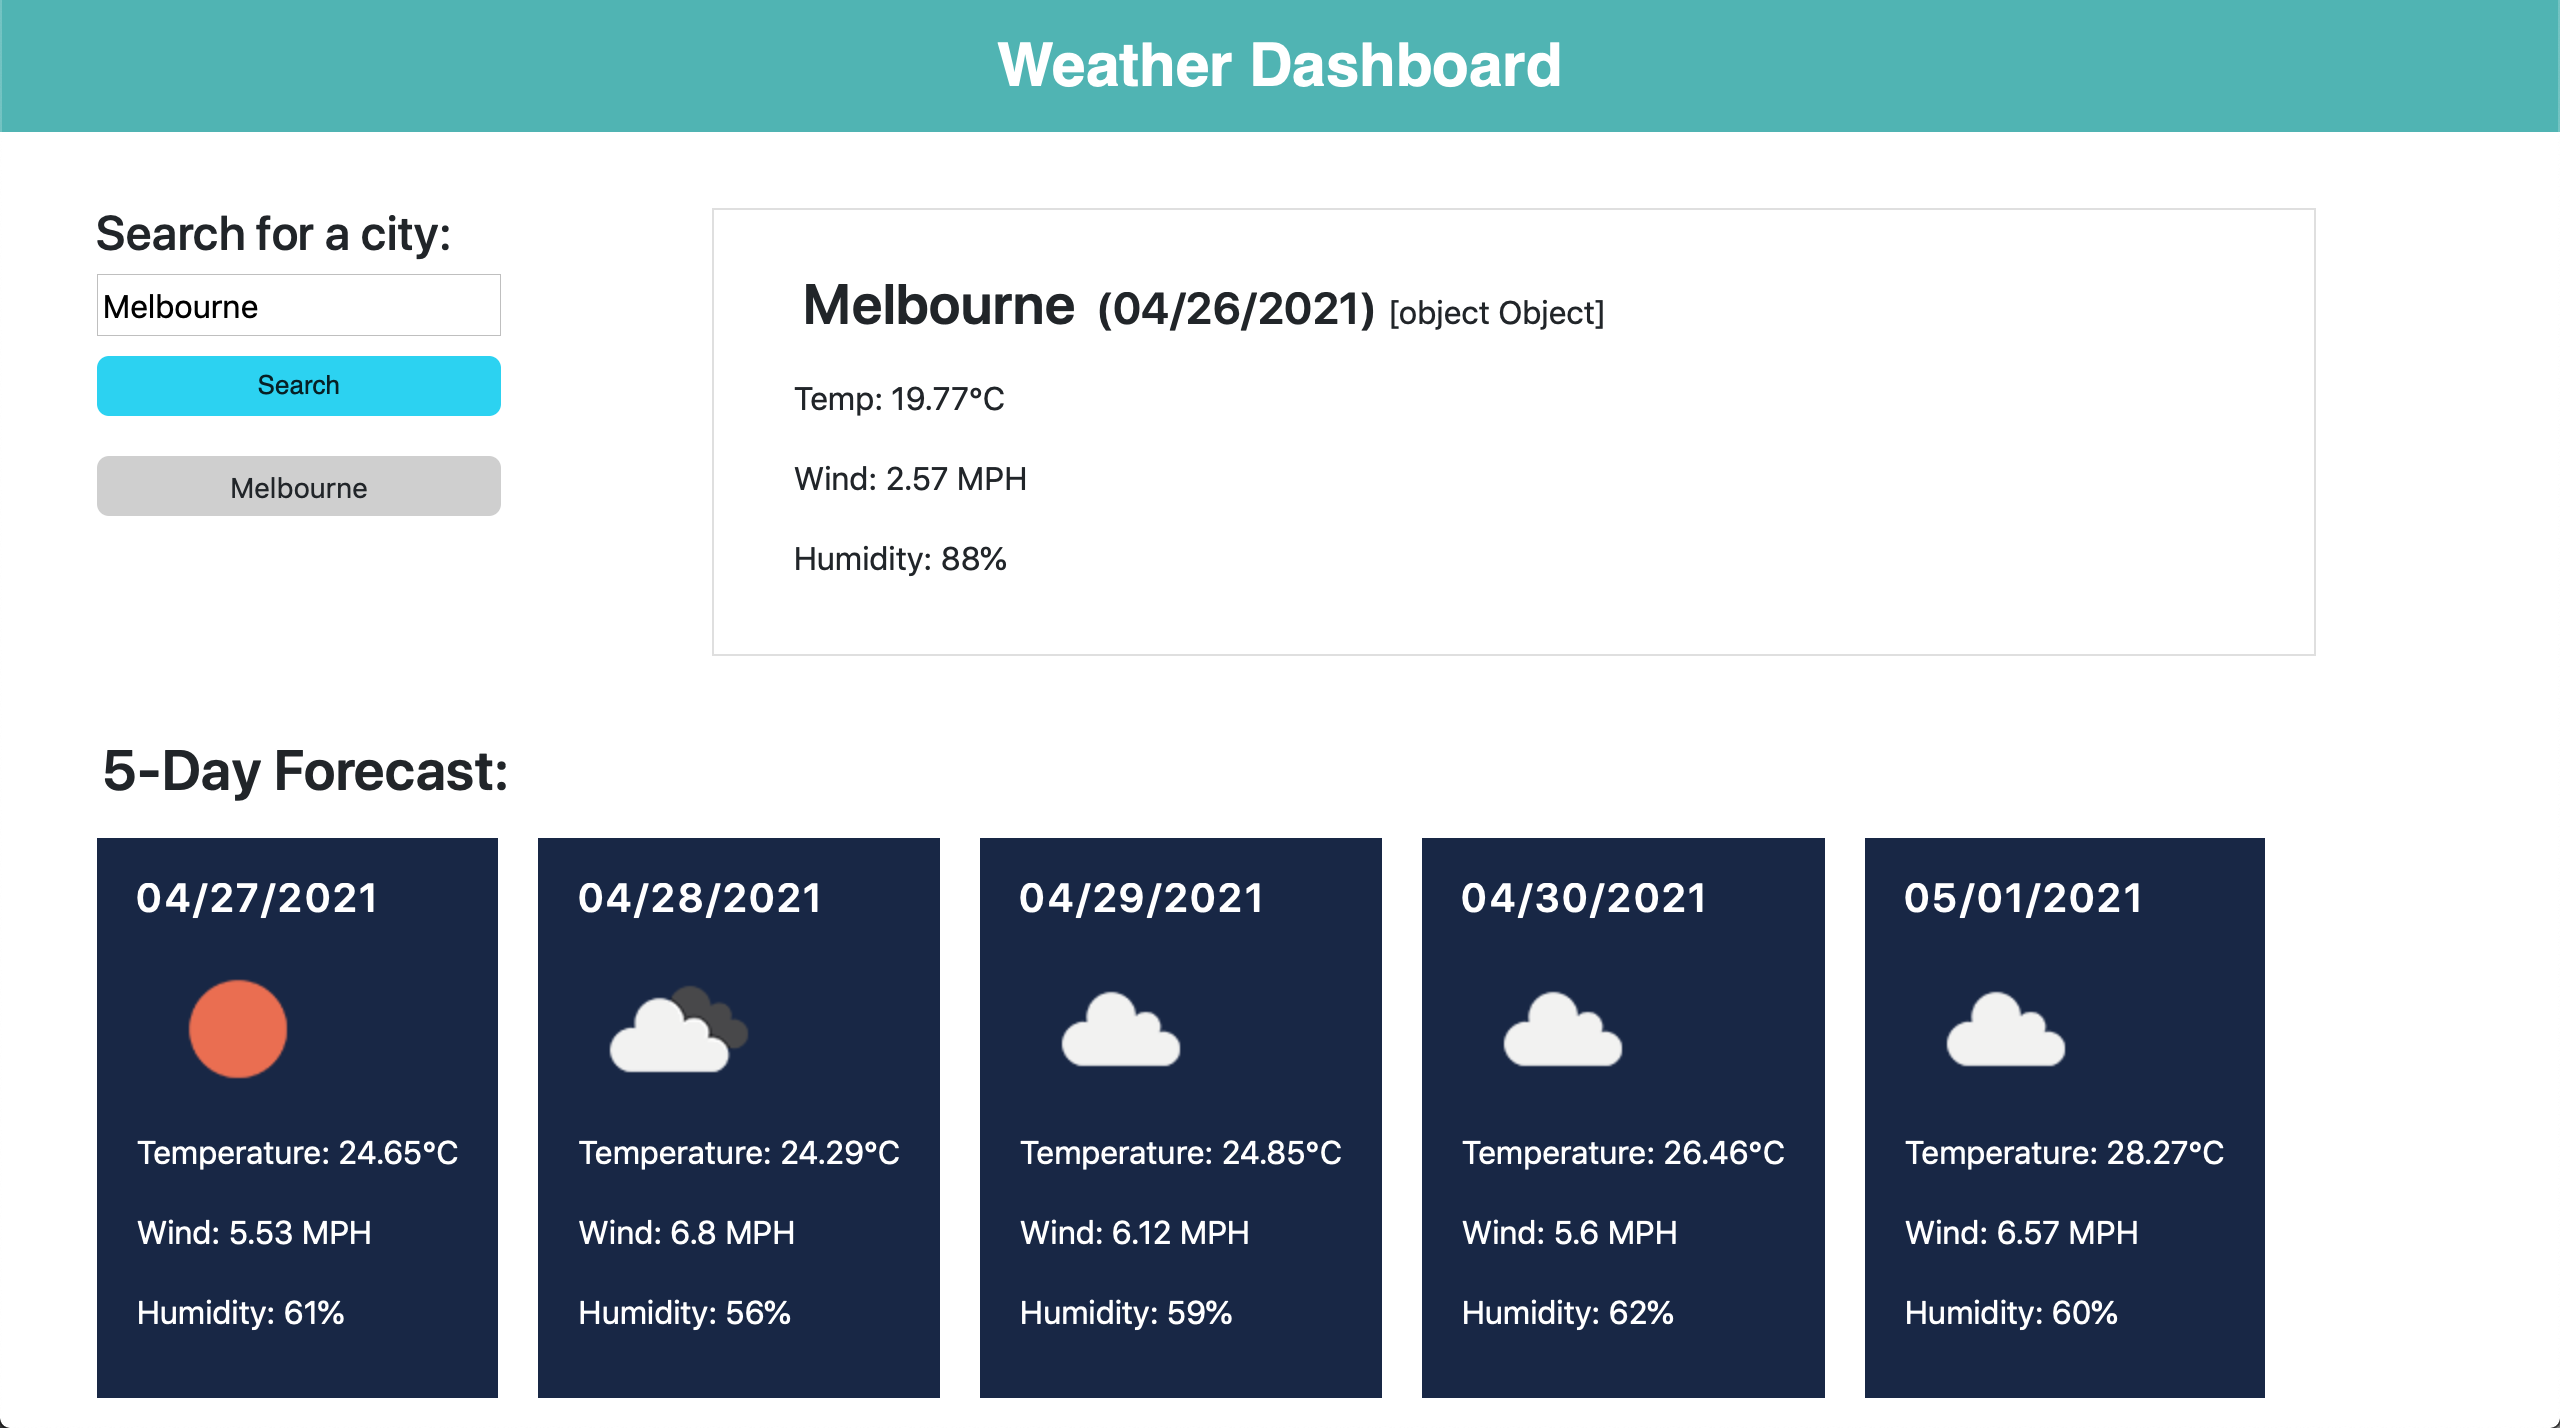 Weather Dashboard
Search for a city:
Melbourne
Search
Melbourne
Melbourne (04/26/2021) [object Object]
Temp: 19.77°C
Wind: 2.57 MPH
Humidity: 88%
5-Day Forecast:
04/27/2021
Temperature: 24.65°C
Wind: 5.53 MPH
Humidity: 61%
04/28/2021
Temperature: 24.29°C
Wind: 6.8 MPH
Humidity: 56%
04/29/2021
Temperature: 24.85°C
Wind: 6.12 MPH
Humidity: 59%
04/30/2021
Temperature: 26.46°C
Wind: 5.6 MPH
Humidity: 62%
05/01/2021
Temperature: 28.27°C
Wind: 6.57 MPH
Humidity: 60%